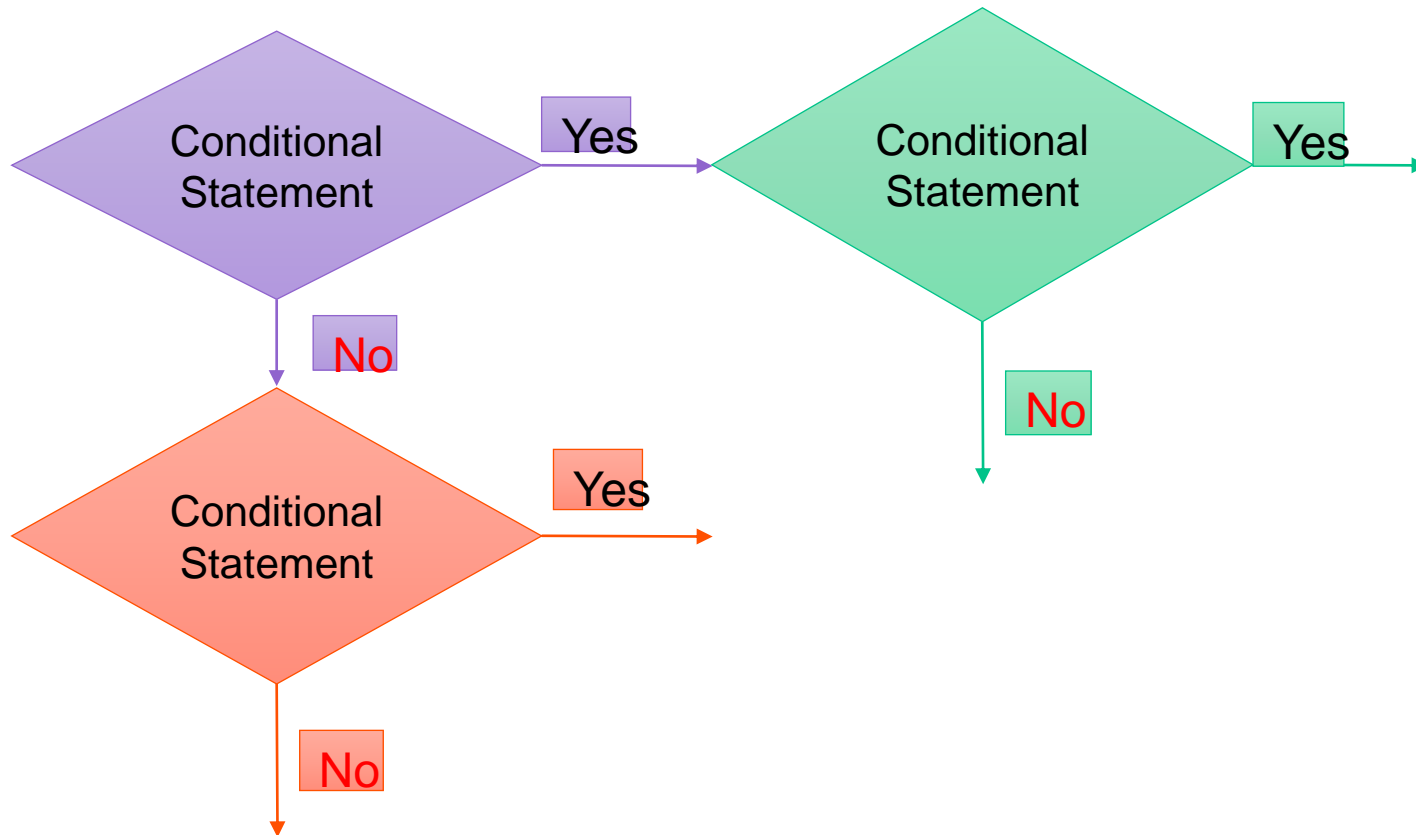 Conditional
Statement
Yes
Conditional
Statement
Yes
No
No
Conditional
Statement
Yes
No